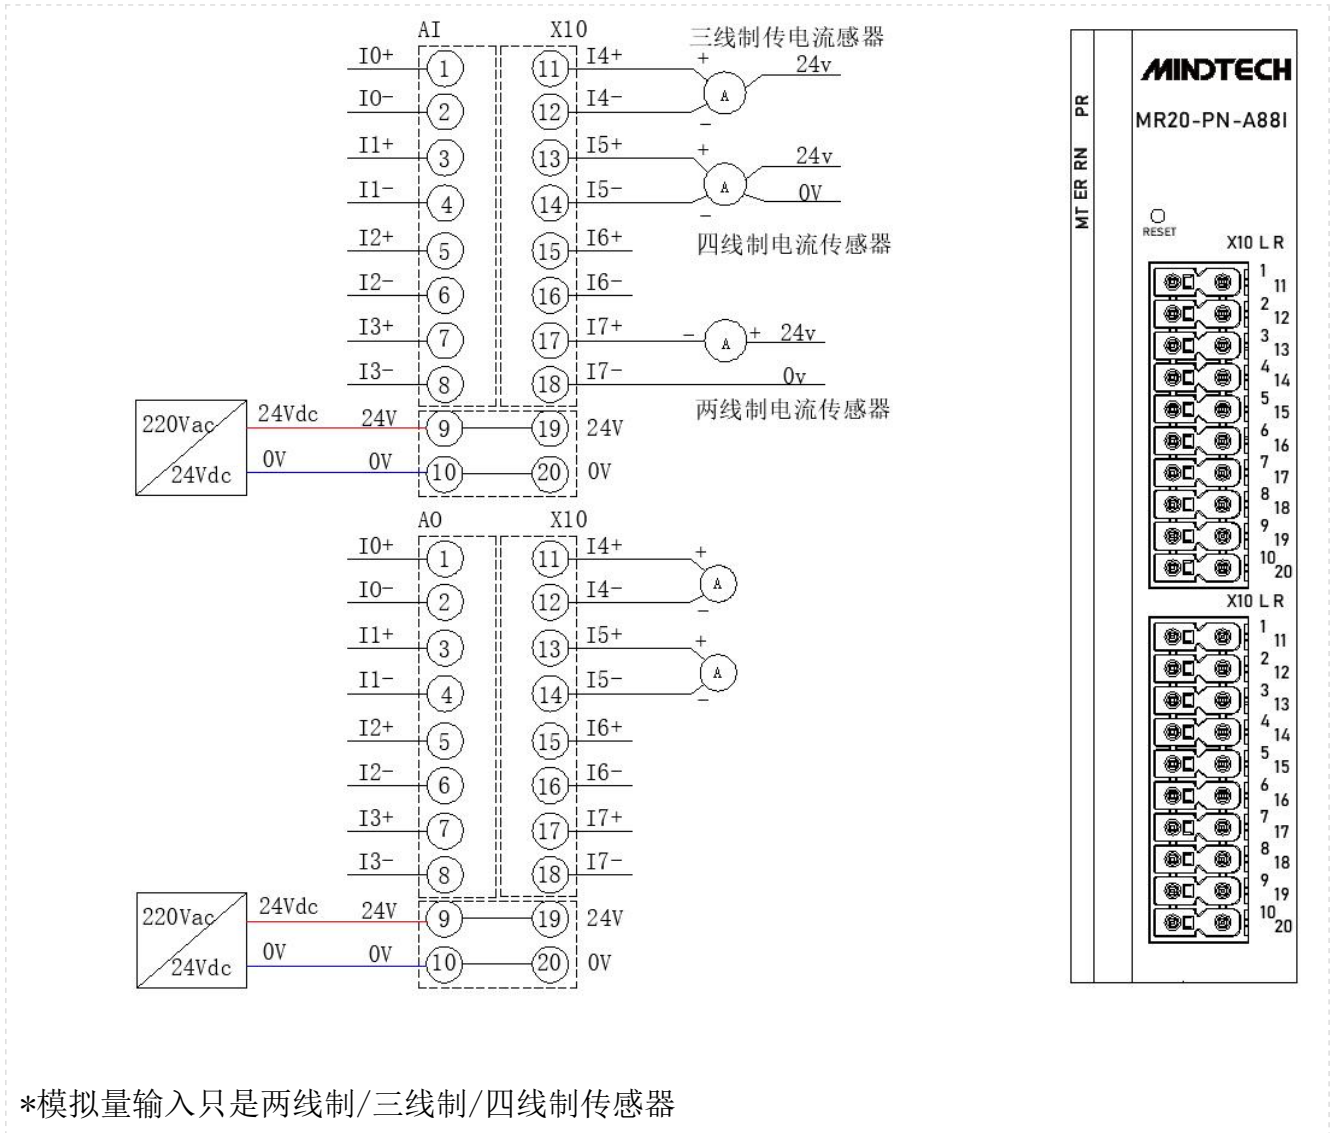 AI X10
I0+ 1 11 I4+
三线制传电流感器
+ 24v
A
I0- 2 12 I4-
-
I1+ 3 13 I5+
+ 24v
A
0V
I1- 4 14 I5-
-
四线制电流传感器
I2+ 5 15 I6+
I2- 6 16 I6-
I3+ 7 17 I7+
- A + 24v
I3- 8 18 I7-
0v
两线制电流传感器
220Vac
24Vdc
24Vdc 24V 9 19 24V
0V 0V 10 20 0V
AO X10
I0+ 1 11 I4+
+
A
I0- 2 12 I4-
-
I1+ 3 13 I5+
+
A
I1- 4 14 I5-
-
I2+ 5 15 I6+
I2- 6 16 I6-
I3+ 7 17 I7+
I3- 8 18 I7-
220Vac
24Vdc
24Vdc 24V 9 19 24V
0V 0V 10 20 0V
MT ER RN PR
MINDTECH
MR20-PN-A88I
RESET
X10 L R
1 11
2 12
3 13
4 14
5 15
6 16
7 17
8 18
9 19
10 20
X10 L R
1 11
2 12
3 13
4 14
5 15
6 16
7 17
8 18
9 19
10 20
*模拟量输入只是两线制/三线制/四线制传感器